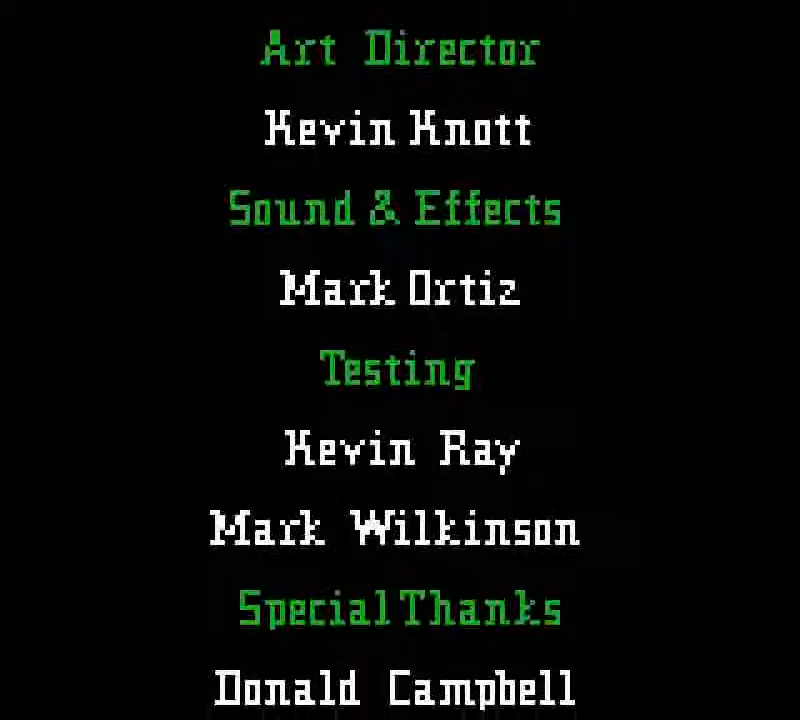 Art Director
Kevin Knott
Sound & Effects
Mark Ortiz
Testing
Kevin Ray
Mark Wilkinson
Special Thanks
Donald Campbell